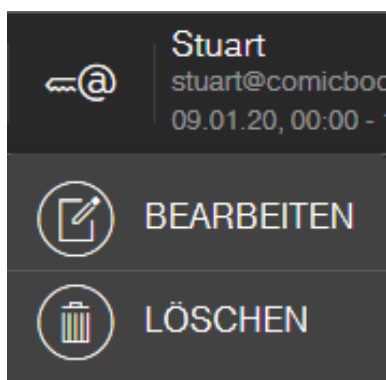 Stuart
stuart@comicboo
09.01.20, 00:00 -
BEARBEITEN
LÖSCHEN